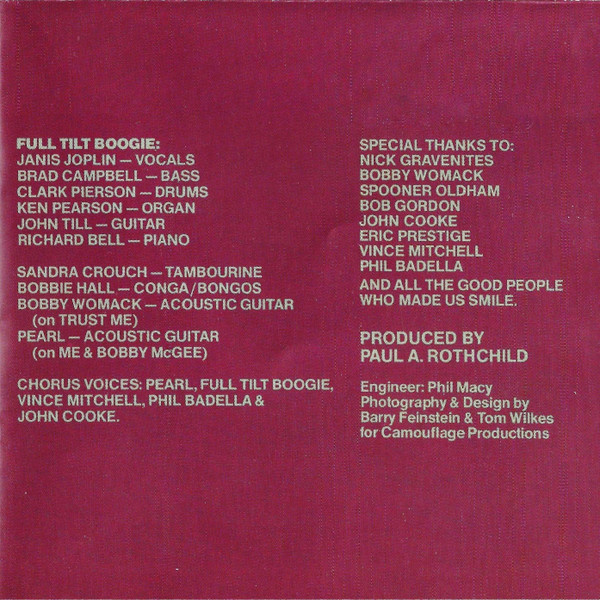 FULL TILT BOOGIE:
JANIS JOPLIN — VOCALS
BRAD CAMPBELL — BASS
CLARK PIERSON — DRUMS
KEN PEARSON — ORGAN
JOHN TILL — GUITAR
RICHARD BELL — PIANO
SANDRA CROUCH — TAMBOURINE
BOBBIE HALL — CONGA/BONGOS
BOBBY WOMACK — ACOUSTIC GUITAR
(on TRUST ME)
PEARL — ACOUSTIC GUITAR
(on ME & BOBBY McGEE)
CHORUS VOICES: PEARL, FULL TILT BOOGIE,
VINCE MITCHELL, PHIL BADELLA &
JOHN COOKE.
SPECIAL THANKS TO:
NICK GRAVENITES
BOBBY WOMACK
SPOONER OLDHAM
BOB GORDON
JOHN COOKE
ERIC PRESTIGE
VINCE MITCHELL
PHIL BADELLA
AND ALL THE GOOD PEOPLE
WHO MADE US SMILE.
PRODUCED BY
PAUL A. ROTHCHILD
Engineer: Phil Macy
Photography & Design by
Barry Feinstein & Tom Wilkes
for Camouflage Productions